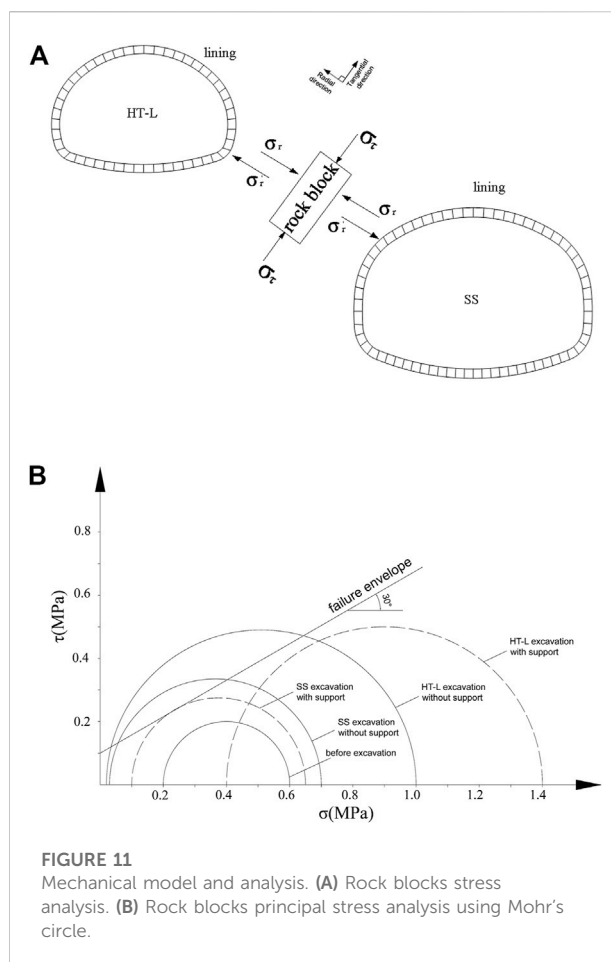 A
lining
HT-L
Radial
direction
Tangential
direction
σr
στ
σ'r
rock block
σr
σ'r
στ
lining
SS
B
τ(MPa)
0.8
0.6
0.4
0.2
failure envelope
30°
HT-L excavation
with support
SS excavation
with support
HT-L excavation
without support
SS excavation
without support
before excavation
0.2 0.4 0.6 0.8 1.0 1.2 1.4
σ(MPa)
FIGURE 11
Mechanical model and analysis. (A) Rock blocks stress
analysis. (B) Rock blocks principal stress analysis using Mohr's
circle.